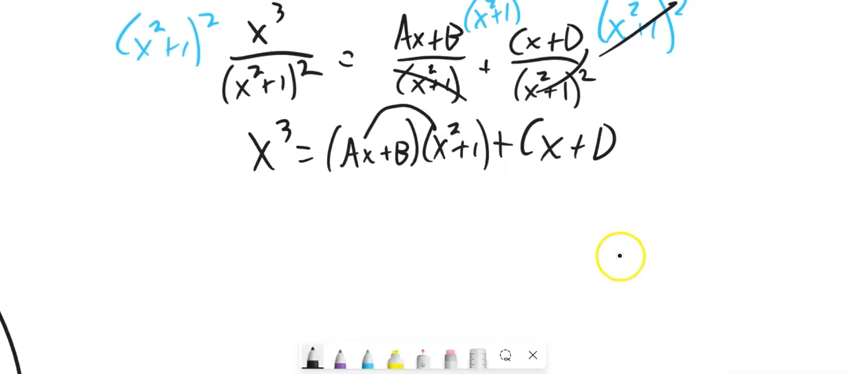 (x²+1)² x³/(x²+1)² = Ax+B/(x²+1) (x²+1) + Cx+D/(x²+1)² (x²+1)²
x³ = (Ax+B)(x²+1)+Cx+D